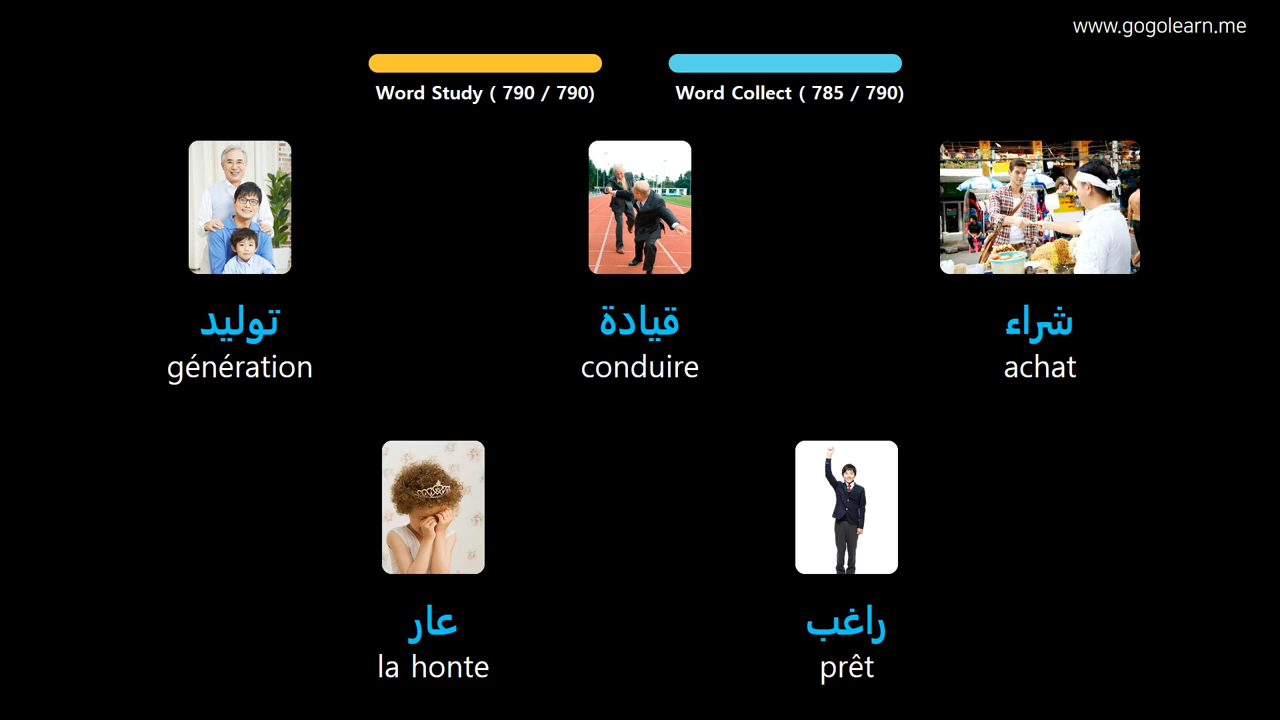 www.gogolearn.me
Word Study ( 790 / 790)
Word Collect ( 785 / 790)
توليد
génération
قيادة
conduire
شراء
achat
عار
la honte
راغب
prêt